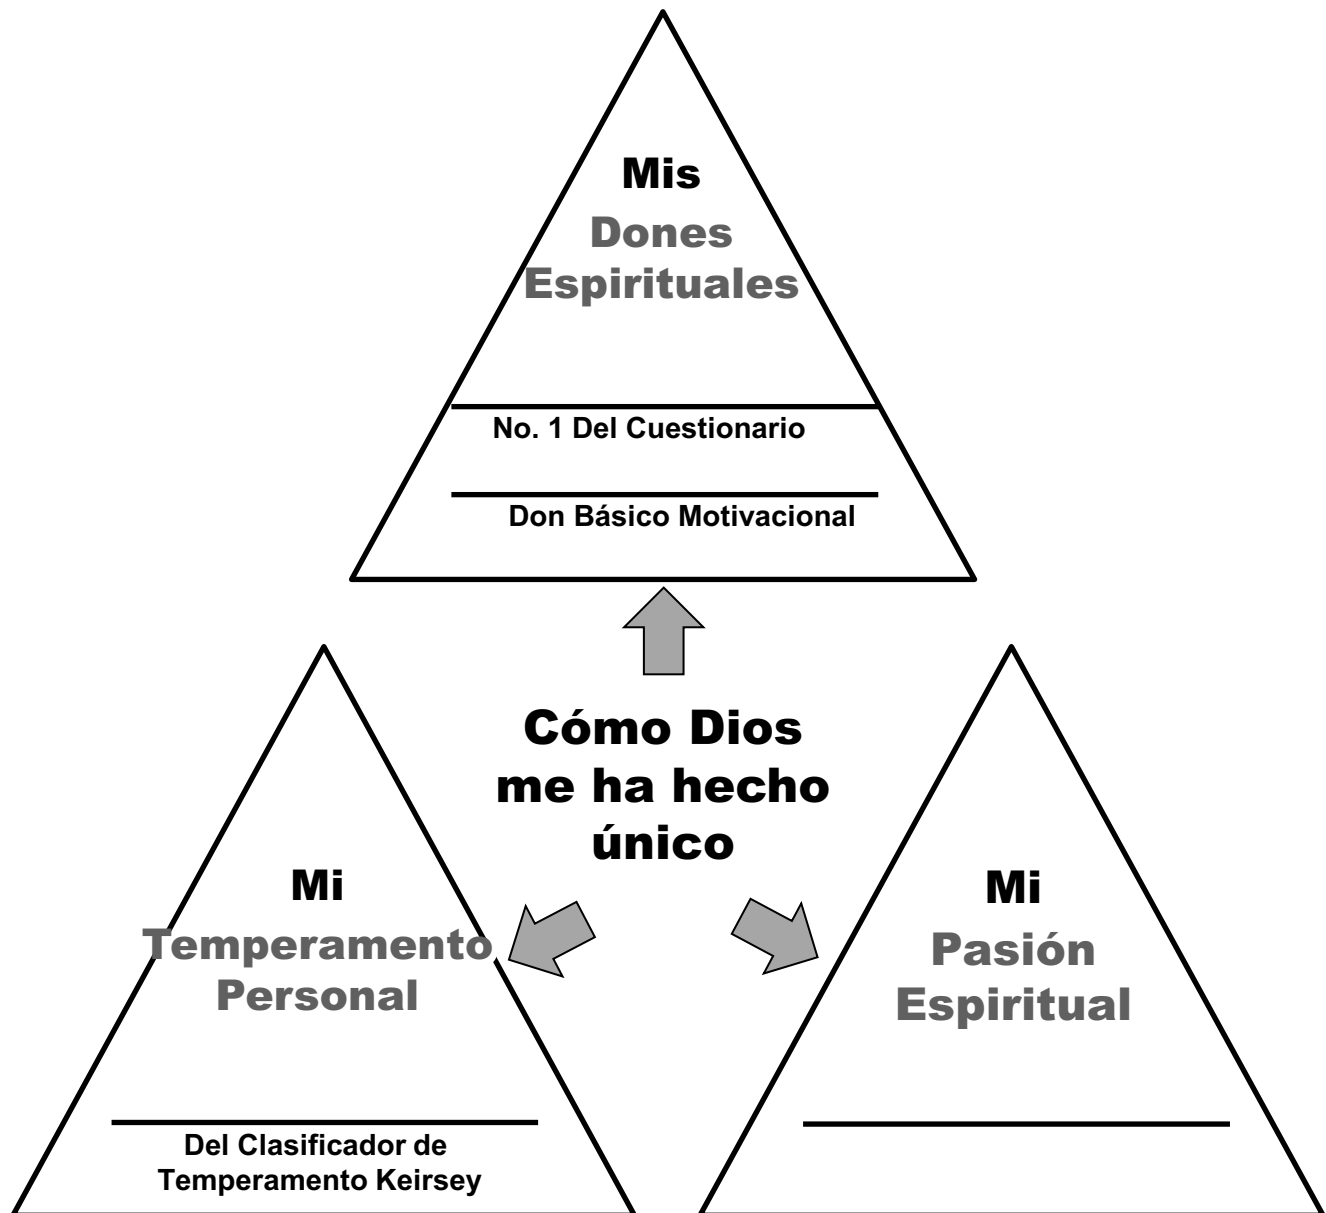 Mis
Dones
Espirituales
No. 1 Del Cuestionario
Don Básico Motivacional
Cómo Dios
me ha hecho
único
Mi
Temperamento
Personal
Del Clasificador de
Temperamento Keirsey
Mi
Pasión
Espiritual